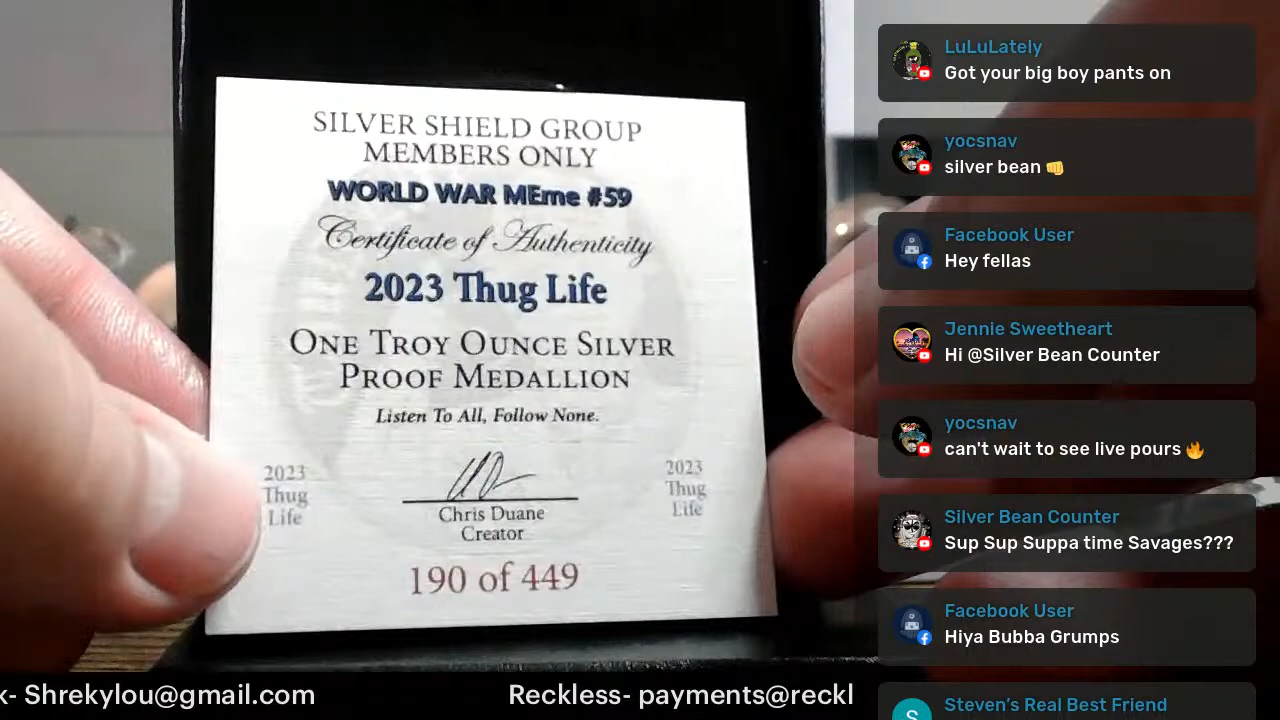 SILVER SHIELD GROUP
MEMBERS ONLY
WORLD WAR MEme #59
Certificate of Authenticity
2023 Thug Life
ONE TROY OUNCE SILVER
PROOF MEDALLION
Listen To All, Follow None.
2023
Thug
Life
2023
Thug
Life
Chris Duane
Creator
190 of 449
LuLuLately
Got your big boy pants on
yocsnav
silver bean 👊
Facebook User
Hey fellas
Jennie Sweetheart
Hi @Silver Bean Counter
yocsnav
can't wait to see live pours 🔥
Silver Bean Counter
Sup Sup Suppa time Savages???
Facebook User
Hiya Bubba Grumps
S
Steven's Real Best Friend
k- Shrekylou@gmail.com Reckless- payments@reckl